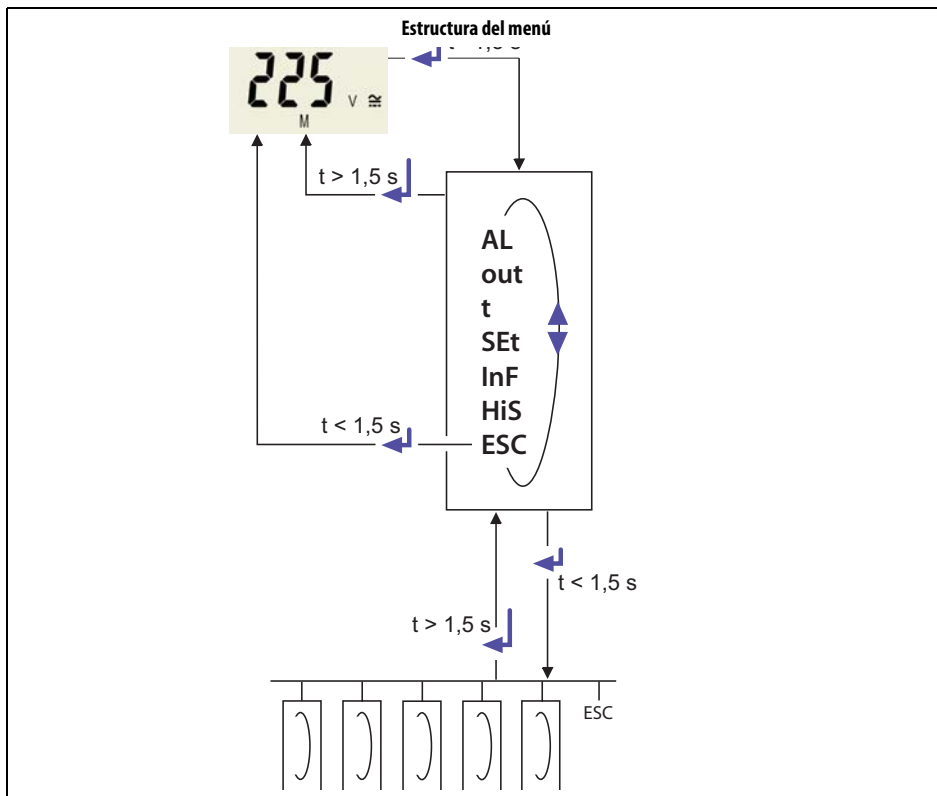 Estructura del menú
225 V ≂
M
t > 1,5 s
AL
out
t
SEt
InF
HiS
ESC
t < 1,5 s
t < 1,5 s
t > 1,5 s
ESC